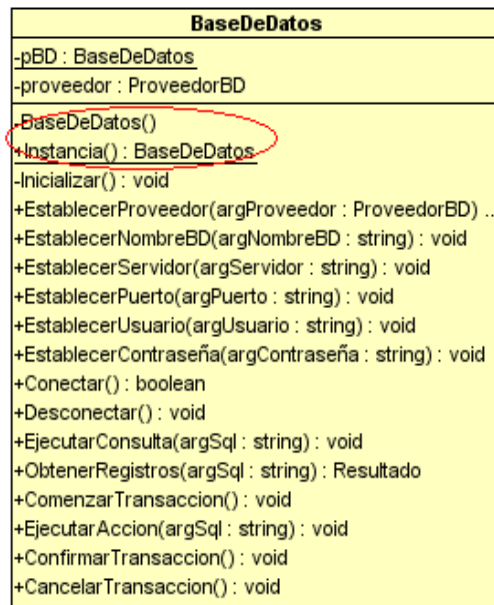 BaseDeDatos
-pBD : BaseDeDatos
-proveedor : ProveedorBD
-BaseDeDatos()
+Instancia() : BaseDeDatos
-Inicializar() : void
+EstablecerProveedor(argProveedor : ProveedorBD) ..
+EstablecerNombreBD(argNombreBD : string) : void
+EstablecerServidor(argServidor : string) : void
+EstablecerPuerto(argPuerto : string) : void
+EstablecerUsuario(argUsuario : string) : void
+EstablecerContraseña(argContraseña : string) : void
+Conectar() : boolean
+Desconectar() : void
+EjecutarConsulta(argSql : string) : void
+ObtenerRegistros(argSql : string) : Resultado
+ComenzarTransaccion() : void
+EjecutarAccion(argSql : string) : void
+ConfirmarTransaccion() : void
+CancelarTransaccion() : void